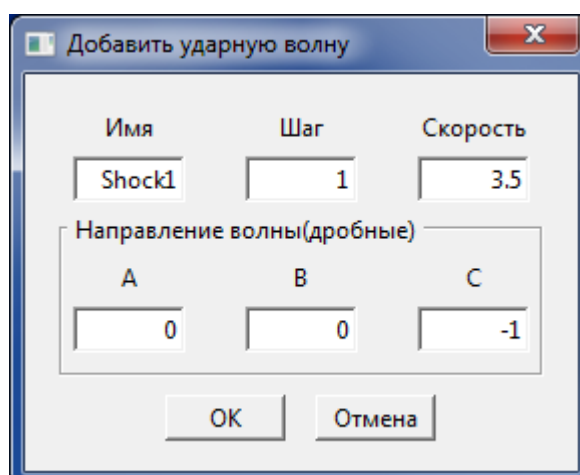 Добавить ударную волну
Имя Шаг Скорость
Shock1 1 3.5
Направление волны(дробные)
A B C
0 0 -1
OK Отмена